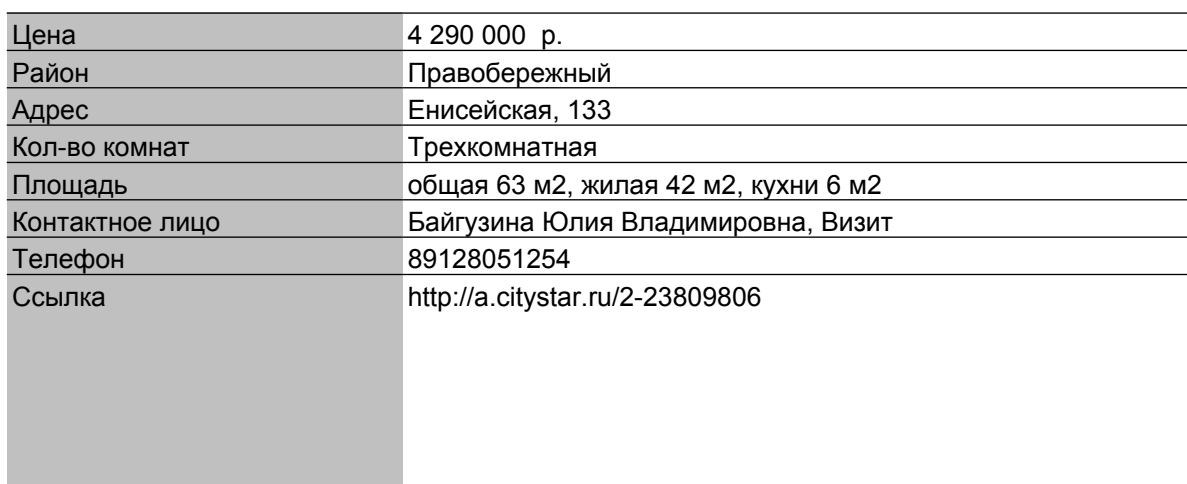 Цена 4 290 000 р.
Район Правобережный
Адрес Енисейская, 133
Кол-во комнат Трехкомнатная
Площадь общая 63 м2, жилая 42 м2, кухни 6 м2
Контактное лицо Байгузина Юлия Владимировна, Визит
Телефон 89128051254
Ссылка http://a.citystar.ru/2-23809806